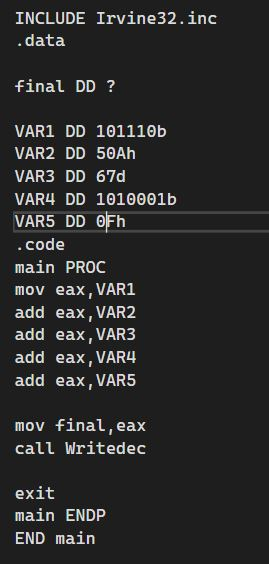 INCLUDE Irvine32.inc
.data
final DD ?
VAR1 DD 101110b
VAR2 DD 50Ah
VAR3 DD 67d
VAR4 DD 1010001b
VAR5 DD 0Fh
.code
main PROC
mov eax,VAR1
add eax,VAR2
add eax,VAR3
add eax,VAR4
add eax,VAR5
mov final,eax
call Writedec
exit
main ENDP
END main